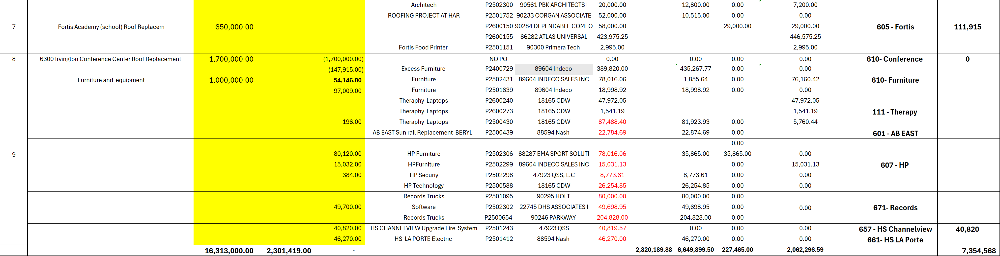 Architech P2502300 90561 PBK ARCHITECTS I 20,000.00 12,800.00 0.00 7,200.00
ROOFING PROJECT AT HAR P2501752 90233 CORGAN ASSOCIATE 52,000.00 10,515.00 0.00 0.00
7 Fortis Academy (school) Roof Replacem 650,000.00 P2600150 90284 DEPENDABLE COMFO 58,000.00 29,000.00 29,000.00 605 - Fortis 111,915
P2600155 86282 ATLAS UNIVERSAL 423,975.25 446,575.25
Fortis Food Printer P2501151 90300 Primera Tech 2,995.00 2,995.00
8 6300 Irvington Conference Center Roof Replacement 1,700,000.00 (1,700,000.00) NO PO 0.00 0.00 0.00 0.00 610- Conference 0
(147,915.00) Excess Furniture P2400729 89604 Indeco 389,820.00 435,267.77 0.00 0.00
Furniture and equipment 1,000,000.00 54,146.00 Furniture P2502431 89604 INDECO SALES INC 78,016.06 1,855.64 0.00 76,160.42 610- Furniture
97,009.00 Furniture P2501639 89604 Indeco 18,998.92 18,998.92 0.00 0.00
Theraphy Laptops P2600240 18165 CDW 47,972.05 47,972.05
Theraphy Laptops P2600273 18165 CDW 1,541.19 1,541.19 111 - Therapy
196.00 Theraphy Laptops P2500430 18165 CDW 87,488.40 81,923.93 0.00 5,760.44
AB EAST Sun rail Replacement BERYL P2500439 88594 Nash 22,784.69 22,874.69 0.00 601 - AB EAST
0.00
9 80,120.00 HP Furniture P2502306 88287 EMA SPORT SOLUTI 78,016.06 35,865.00 35,865.00 0.00
15,032.00 HPFurniture P2502299 89604 INDECO SALES INC 15,031.13 0.00 15,031.13 607 - HP
384.00 HP Securiy P2502298 47923 QSS, L.C 8,773.61 8,773.61 0.00 0.00
HP Technology P2500588 18165 CDW 26,254.85 26,254.85 0.00 0.00
Records Trucks P2501095 90295 HOLT 80,000.00 80,000.00 0.00
49,700.00 Software P2502302 22745 DHS ASSOCIATES I 49,698.95 49,698.95 0.00 0.00 671- Records
Records Trucks P2500654 90246 PARKWAY 204,828.00 204,828.00 0.00
40,820.00 HS CHANNELVIEW Upgrade Fire System P2501243 47923 QSS 40,819.57 0.00 0.00 0.00 657 - HS Channelview 40,820
46,270.00 HS LA PORTE Electric P2501412 88594 Nash 46,270.00 46,270.00 0.00 0.00 661- HS LA Porte
16,313,000.00 2,301,419.00 - 2,320,189.88 6,649,899.50 227,465.00 2,062,296.59 7,354,568